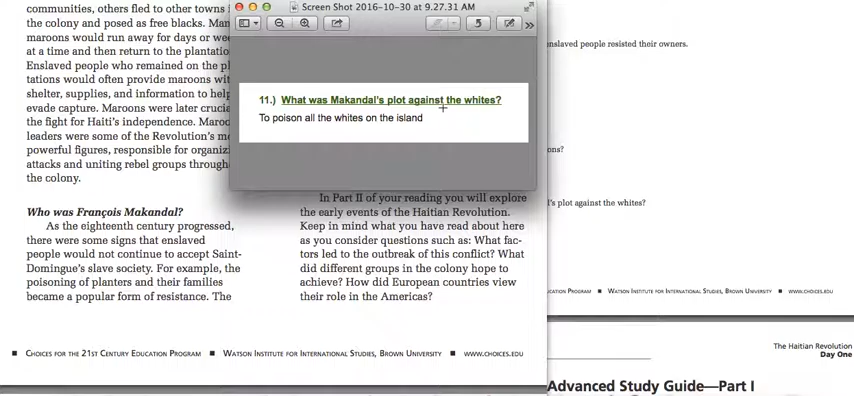 communities, others fled to other towns
the colony and posed as free blacks.
maroons would run away for days or
at a time and then return to the
Enslaved people who remained on the
tations would often provide maroons
shelter, supplies, and information to help
evade capture. Maroons were later
the fight for Haiti's independence.
leaders were some of the Revolution's
powerful figures, responsible for
attacks and uniting rebel groups
the colony.
Who was François Makandal?
As the eighteenth century progressed,
there were some signs that enslaved
people would not continue to accept Saint-
Domingue's slave society. For example, the
poisoning of planters and their families
became a popular form of resistance. The
Screen Shot 2016-10-30 at 9.27.31 AM
11.) What was Makandal's plot against the whites?
To poison all the whites on the island
In Part II of your reading you will explore
the early events of the Haitian Revolution.
Keep in mind what you have read about here
as you consider questions such as: What fac-
tors led to the outbreak of this conflict? What
did different groups in the colony hope to
achieve? How did European countries view
their role in the Americas?
■ Choices for the 21st Century Education Program ■ Watson Institute for International Studies, Brown University ■ www.choices.edu
enslaved people resisted their owners.
plot against the whites?
Program ■ Watson Institute for International Studies, Brown University ■ www.choices.edu
The Haitian Revolution
Day One
Advanced Study Guide—Part I